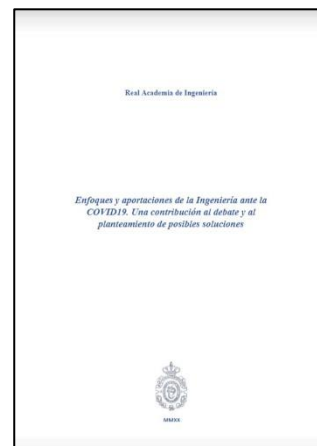 Real Academia de Ingeniería
Enfoques y aportaciones de la Ingeniería ante la
COVID19. Una contribución al debate y al
planteamiento de posibles soluciones
MMXX